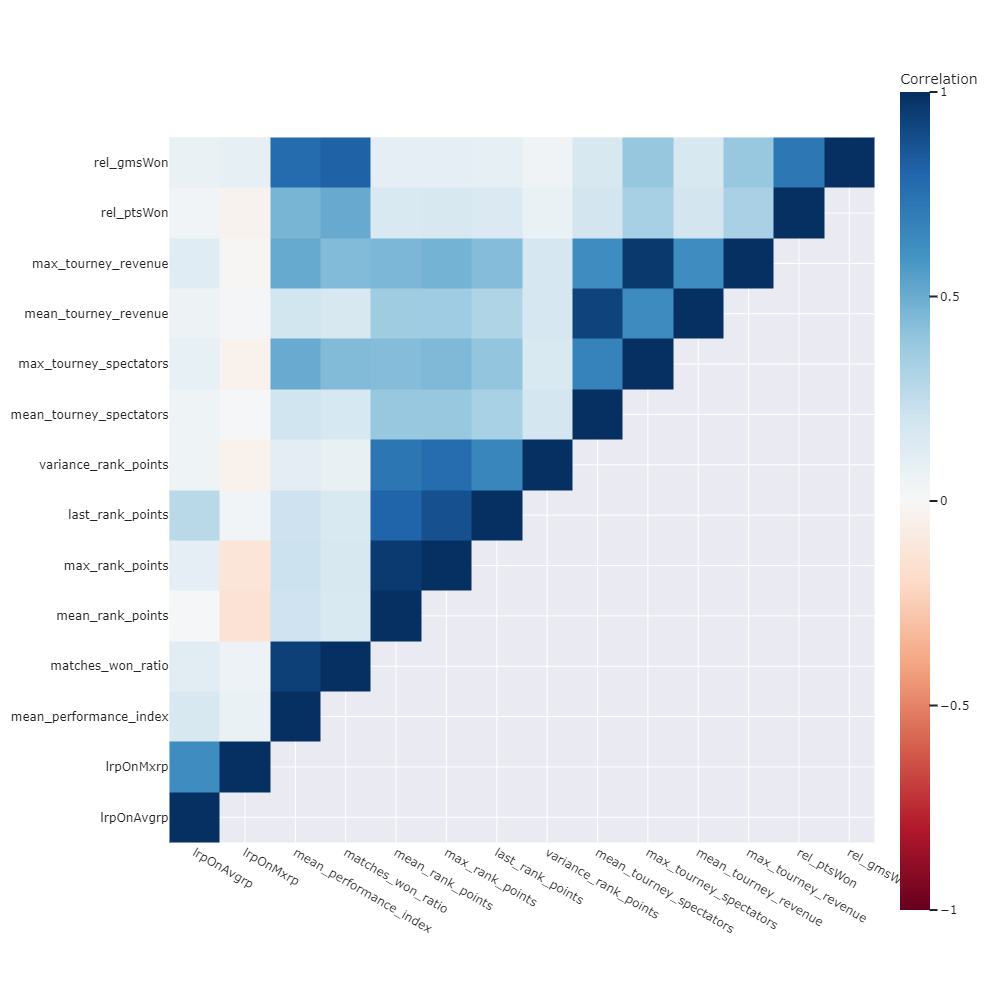 Correlation
rel_gmsWon
rel_ptsWon
max_tourney_revenue
mean_tourney_revenue
max_tourney_spectators
mean_tourney_spectators
variance_rank_points
last_rank_points
max_rank_points
mean_rank_points
matches_won_ratio
mean_performance_index
lrpOnMxrp
lrpOnAvgrp
lrpOnAvgrp
lrpOnMxrp
mean_performance_index
matches_won_ratio
mean_rank_points
max_rank_points
last_rank_points
variance_rank_points
mean_tourney_spectators
max_tourney_spectators
mean_tourney_revenue
max_tourney_revenue
rel_ptsWon
rel_gmsW
1
0.5
0
−0.5
−1